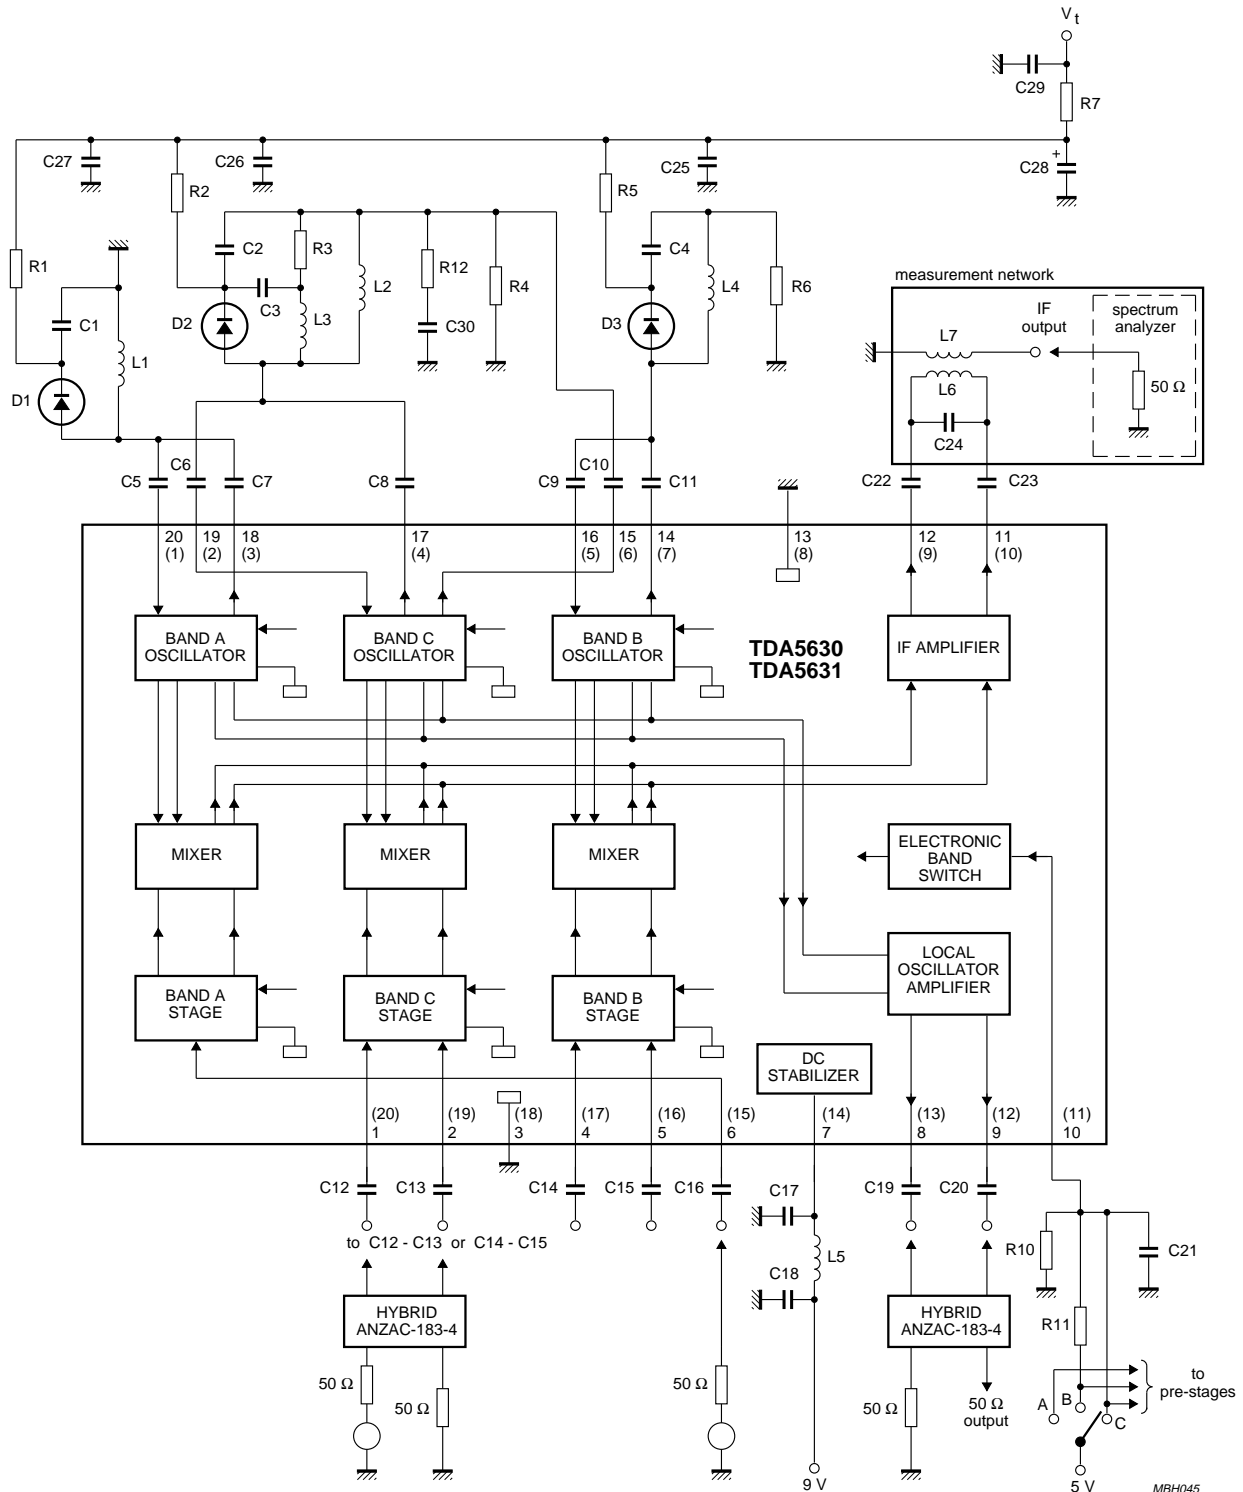 V t
C29
R7
C27
C26
C25
C28
+
R2
R5
R1
C2
R3
R12
R4
C4
L4
R6
L2
D2
C3
L3
C30
D3
C1
L1
D1
measurement network
IF
output
spectrum
analyzer
L7
L6
50 Ω
C24
C5
C6
C7
C8
C9
C10
C11
C22
C23
20
(1)
19
(2)
18
(3)
17
(4)
16
(5)
15
(6)
14
(7)
13
(8)
12
(9)
11
(10)
BAND A
OSCILLATOR
BAND C
OSCILLATOR
BAND B
OSCILLATOR
TDA5630
TDA5631
IF AMPLIFIER
MIXER
MIXER
MIXER
ELECTRONIC
BAND
SWITCH
BAND A
STAGE
BAND C
STAGE
BAND B
STAGE
LOCAL
OSCILLATOR
AMPLIFIER
DC
STABILIZER
(20)
1
(19)
2
(18)
3
(17)
4
(16)
5
(15)
6
(14)
7
(13)
8
(12)
9
(11)
10
C12
C13
C14
C15
C16
C17
C19
C20
to C12 - C13 or C14 - C15
C18
L5
R10
C21
HYBRID
ANZAC-183-4
HYBRID
ANZAC-183-4
R11
50 Ω
50 Ω
50 Ω
50 Ω
50 Ω
output
A
B
C
to
pre-stages
9 V
5 V
MBH045